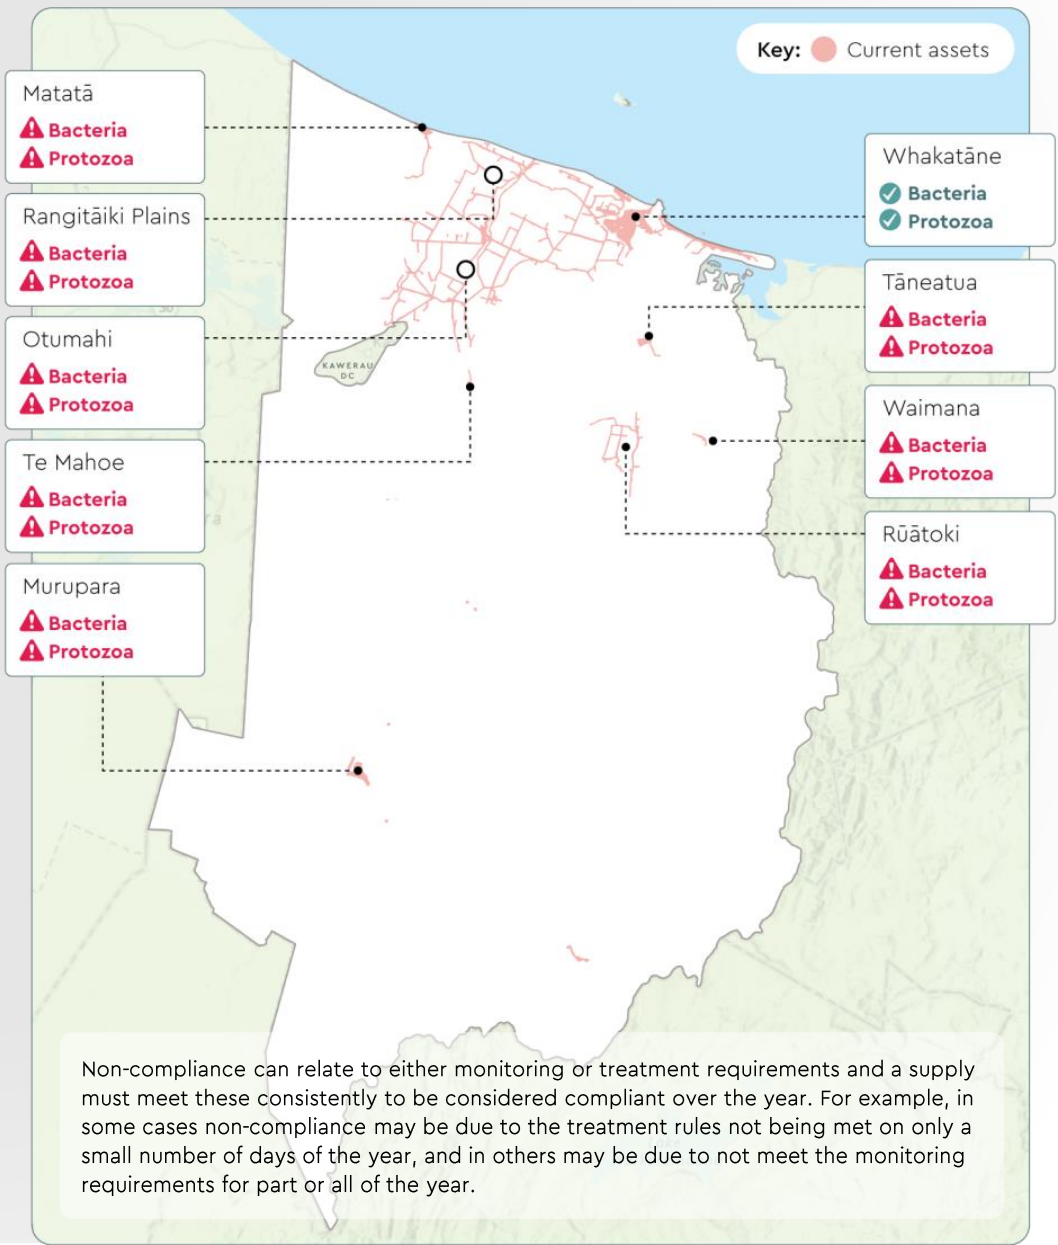 Key: Current assets
Matatā
Bacteria
Protozoa
Rangitāiki Plains
Bacteria
Protozoa
Otumahi
Bacteria
Protozoa
Te Mahoe
Bacteria
Protozoa
Murupara
Bacteria
Protozoa
Whakatāne
Bacteria
Protozoa
Tāneatua
Bacteria
Protozoa
Waimana
Bacteria
Protozoa
Rūātoki
Bacteria
Protozoa
KAWERAU
DC
Non-compliance can relate to either monitoring or treatment requirements and a supply
must meet these consistently to be considered compliant over the year. For example, in
some cases non-compliance may be due to the treatment rules not being met on only a
small number of days of the year, and in others may be due to not meet the monitoring
requirements for part or all of the year.